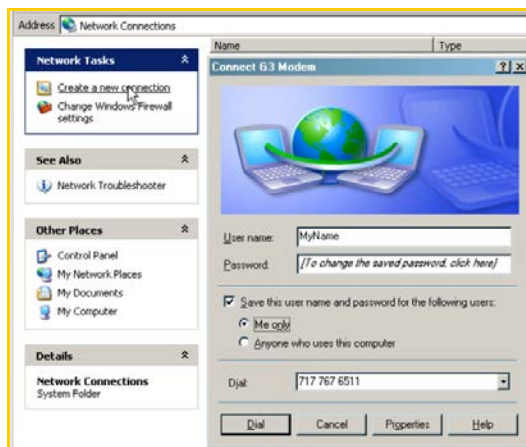 Address Network Connections
Name Type
Network Tasks
Create a new connection
Change Windows Firewall
settings
See Also
Network Troubleshooter
Other Places
Control Panel
My Network Places
My Documents
My Computer
Details
Network Connections
System Folder
Connect G3 Modem
User name: MyName
Password: [To change the saved password, click here]
Save this user name and password for the following users:
Me only
Anyone who uses this computer
Dial: 717 767 6511
Dial Cancel Properties Help